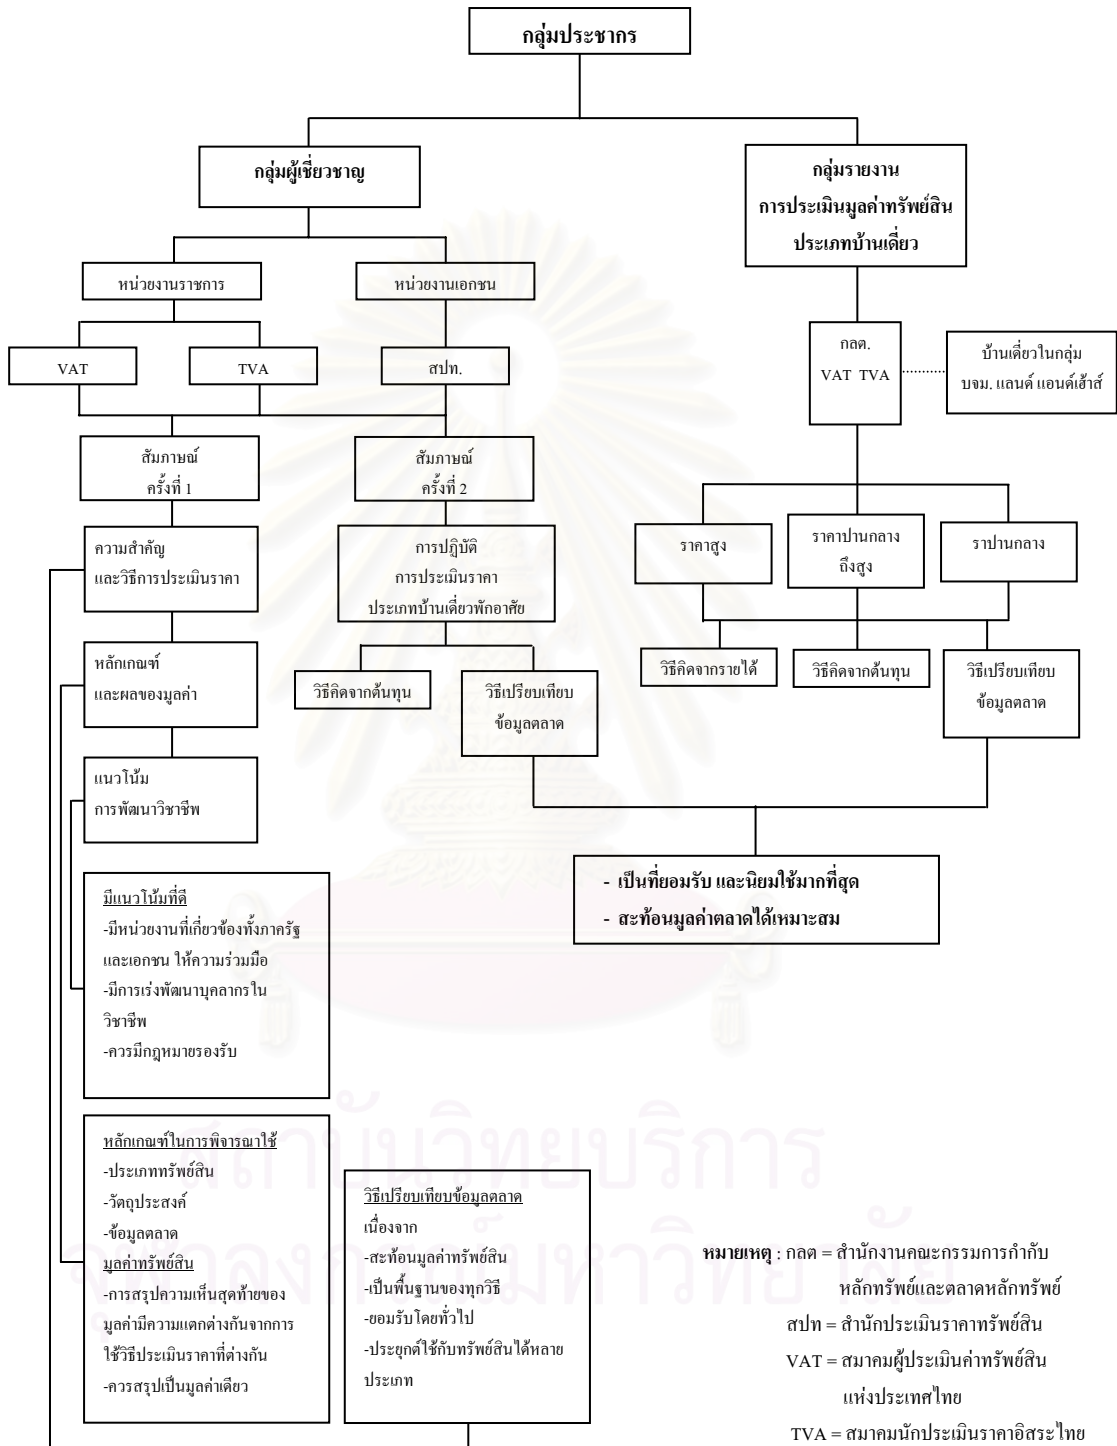 กลุ่มประชากร
กลุ่มผู้เชี่ยวชาญ
กลุ่มรายงาน
การประเมินมูลค่าทรัพย์สิน
ประเภทบ้านเดี่ยว
หน่วยงานราชการ
หน่วยงานเอกชน
VAT
TVA
สปท.
กลต.
VAT TVA
บ้านเดี่ยวในกลุ่ม
บจม. แลนด์ แอนด์เฮ้าส์
สัมภาษณ์
ครั้งที่ 1
สัมภาษณ์
ครั้งที่ 2
ราคาสูง
ราคาปานกลาง
ถึงสูง
ราปานกลาง
ความสำคัญ
และวิธีการประเมินราคา
การปฏิบัติ
การประเมินราคา
ประเภทบ้านเดี่ยวพักอาศัย
หลักเกณฑ์
และผลของมูลค่า
วิธีคิดจากต้นทุน
วิธีเปรียบเทียบ
ข้อมูลตลาด
วิธีคิดจากรายได้
วิธีคิดจากต้นทุน
วิธีเปรียบเทียบ
ข้อมูลตลาด
แนวโน้ม
การพัฒนาวิชาชีพ
- เป็นที่ยอมรับ และนิยมใช้มากที่สุด
- สะท้อนมูลค่าตลาดได้เหมาะสม
มีแนวโน้มที่ดี
-มีหน่วยงานที่เกี่ยวข้องทั้งภาครัฐ
และเอกชน ให้ความร่วมมือ
-มีการเร่งพัฒนาบุคลากรใน
วิชาชีพ
-ควรมีกฎหมายรองรับ
หลักเกณฑ์ในการพิจารณาใช้
-ประเภททรัพย์สิน
-วัตถุประสงค์
-ข้อมูลตลาด
มูลค่าทรัพย์สิน
-การสรุปความเห็นสุดท้ายของ
มูลค่ามีความแตกต่างกันจากการ
ใช้วิธีประเมินราคาที่ต่างกัน
-ควรสรุปเป็นมูลค่าเดียว
วิธีเปรียบเทียบข้อมูลตลาด
เนื่องจาก
-สะท้อนมูลค่าทรัพย์สิน
-เป็นพื้นฐานของทุกวิธี
-ยอมรับโดยทั่วไป
-ประยุกต์ใช้กับทรัพย์สินได้หลาย
ประเภท
หมายเหตุ : กลต = สำนักงานคณะกรรมการกำกับ
หลักทรัพย์และตลาดหลักทรัพย์
สปท = สำนักประเมินราคาทรัพย์สิน
VAT = สมาคมผู้ประเมินค่าทรัพย์สิน
แห่งประเทศไทย
TVA = สมาคมนักประเมินราคาอิสระไทย
สถาบันวิทยบริการ
จุฬาลงกรณ์มหาวิทยาลัย